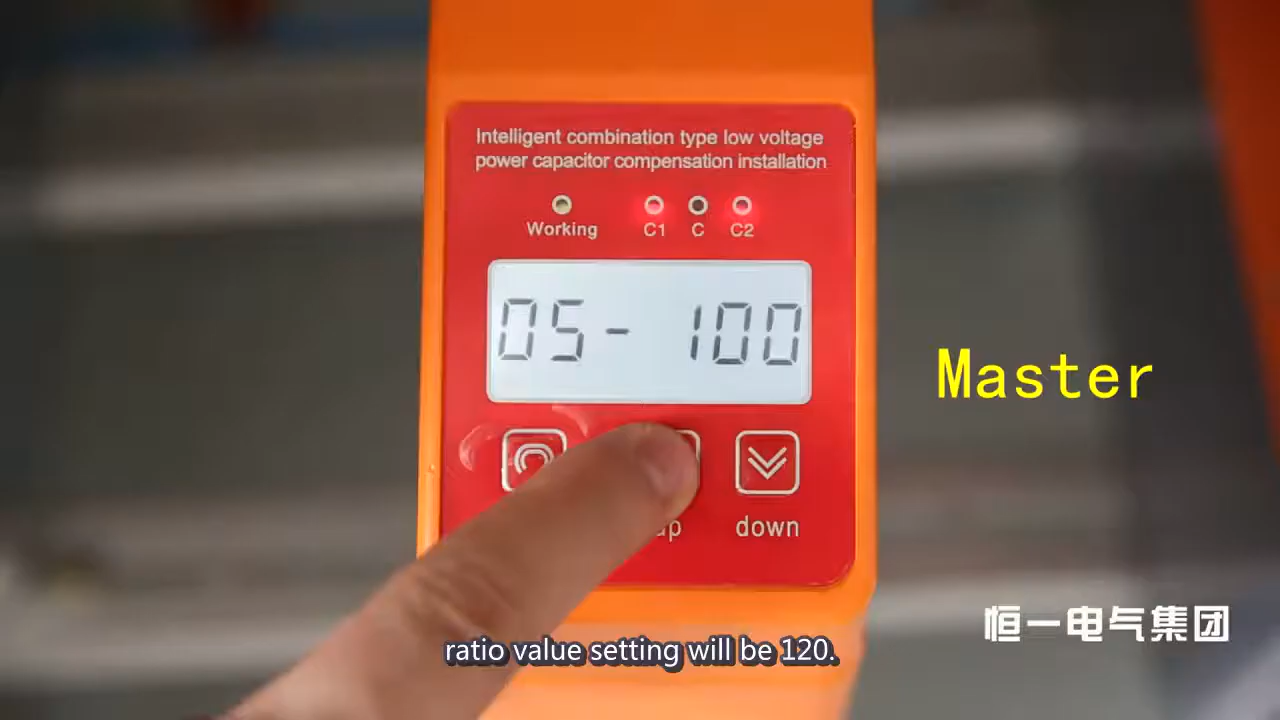 Intelligent combination type low voltage
power capacitor compensation installation
Working C1 C C2
05- 100
Master
down
恒一电气集团
ratio value setting will be 120.